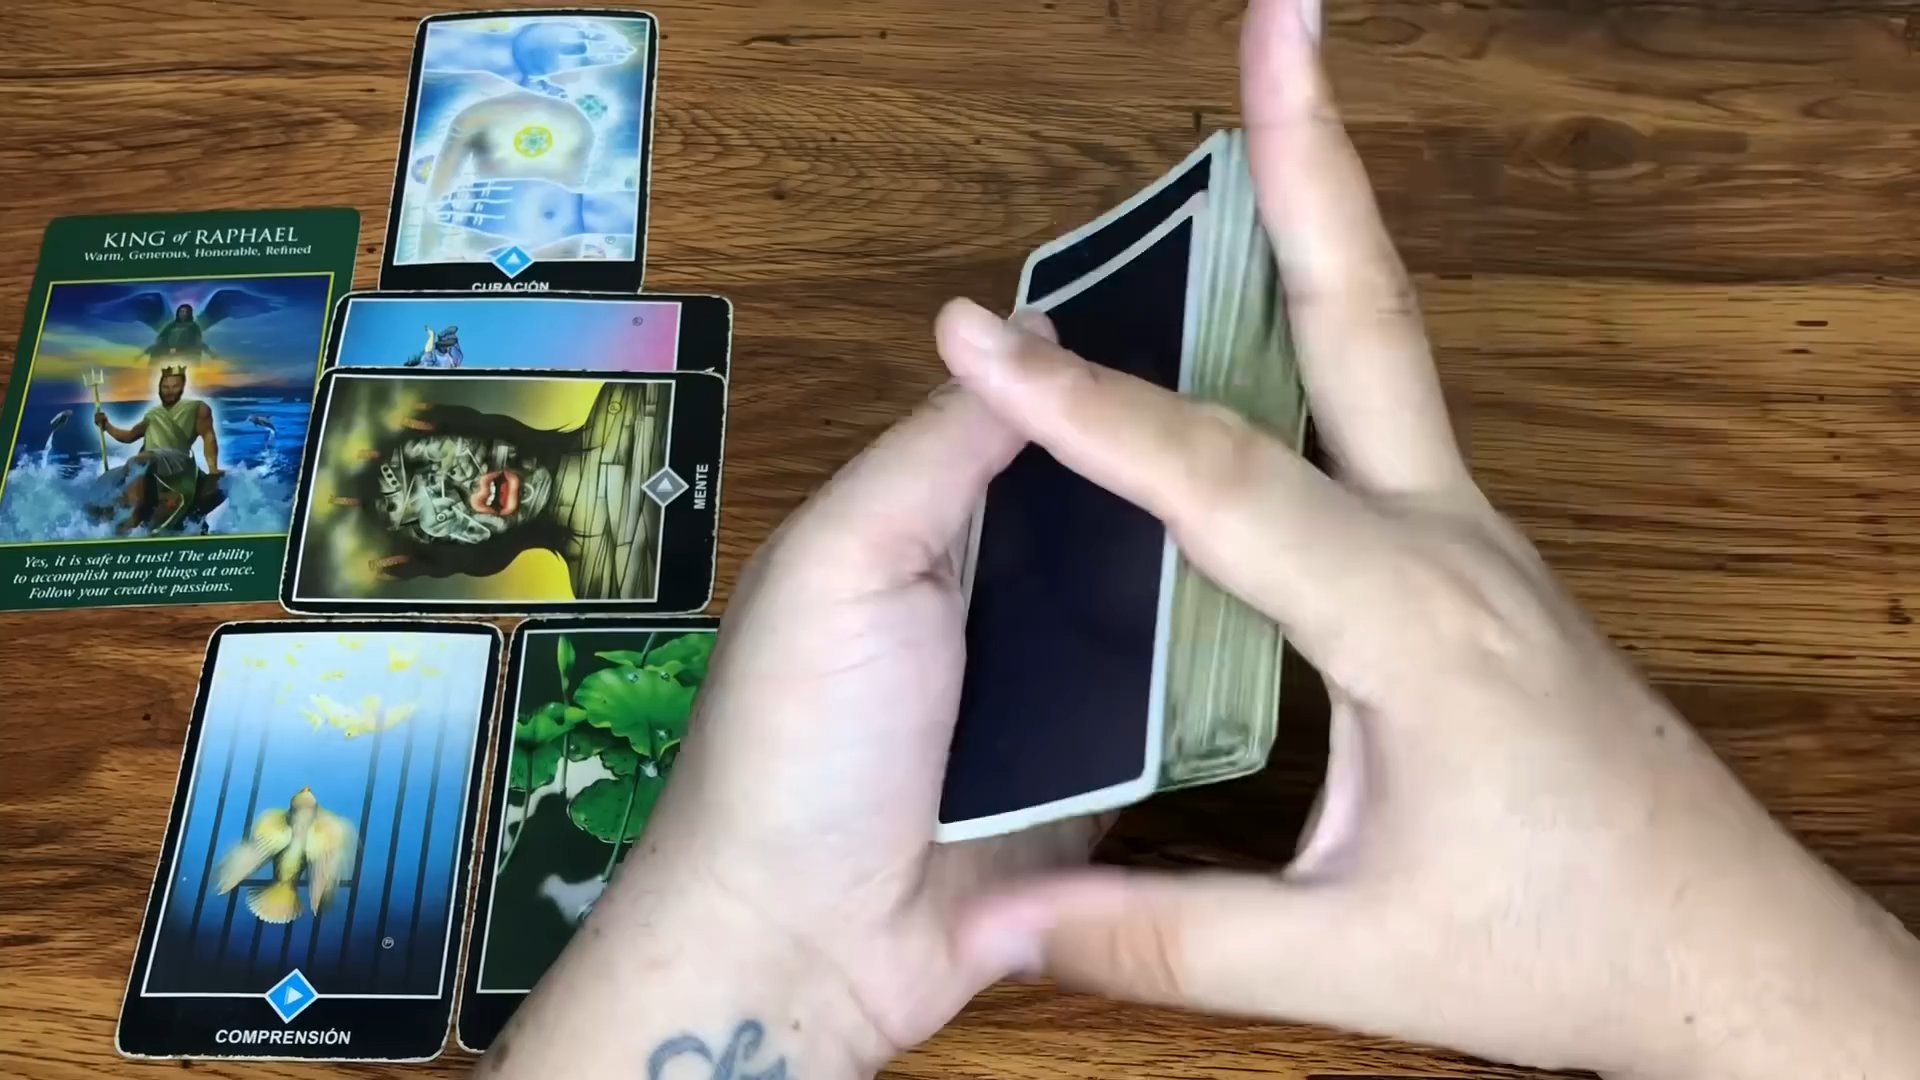 CURACIÓN
KING of RAPHAEL
Warm, Generous, Honorable, Refined
MENTE
Yes, it is safe to trust! The ability
to accomplish many things at once.
Follow your creative passions.
COMPRENSIÓN